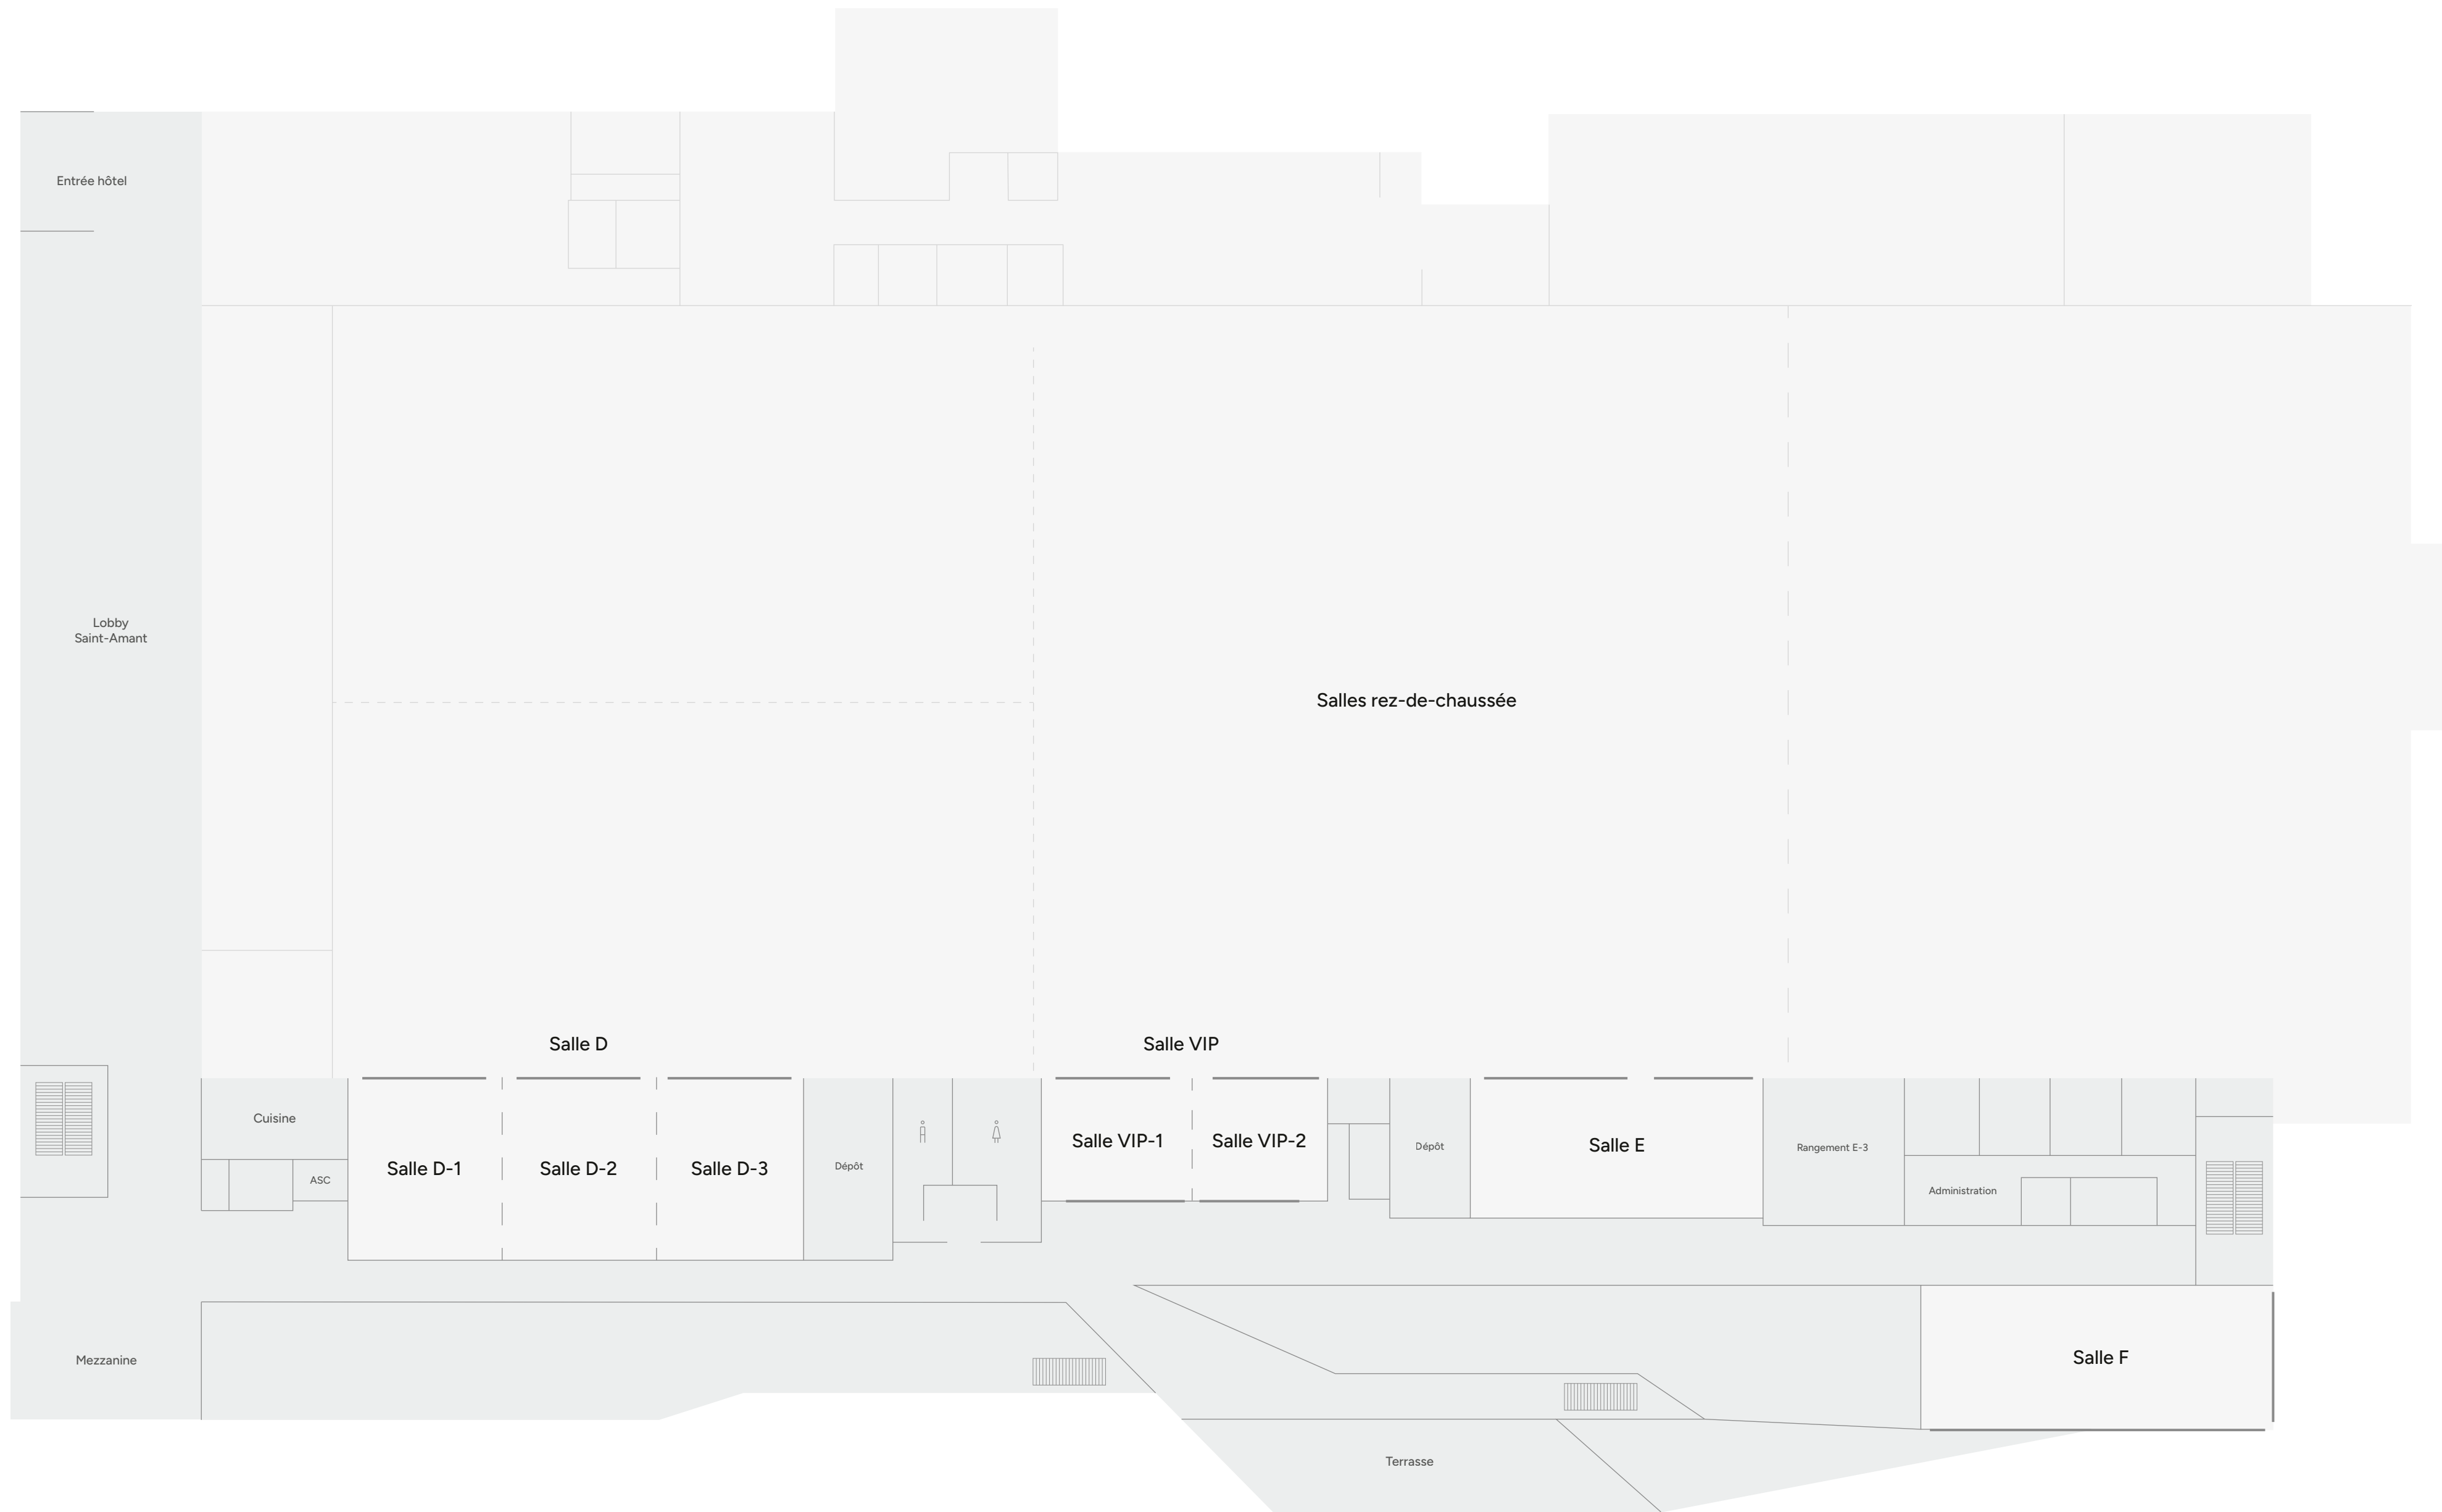 Entrée hôtel
Lobby
Saint-Amant
Salles rez-de-chaussée
Salle D
Salle VIP
Cuisine
ASC
Salle D-1
Salle D-2
Salle D-3
Dépôt
Salle VIP-1
Salle VIP-2
Dépôt
Salle E
Rangement E-3
Administration
Mezzanine
Salle F
Terrasse